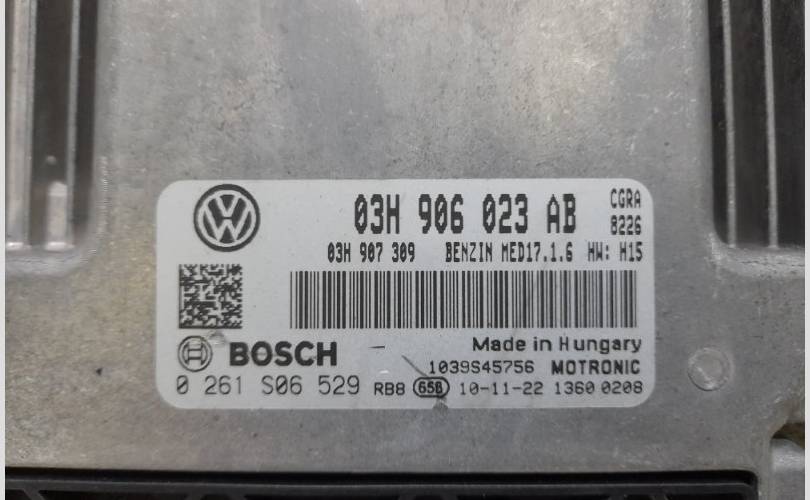 03H 906 023 AB CGRA
8226
03H 907 309 BENZIN MED17.1.6 HW: H15
Made in Hungary
BOSCH 1039S45756 MOTRONIC
0 261 S06 529 RB8 65B 10-11-22 1360 0208